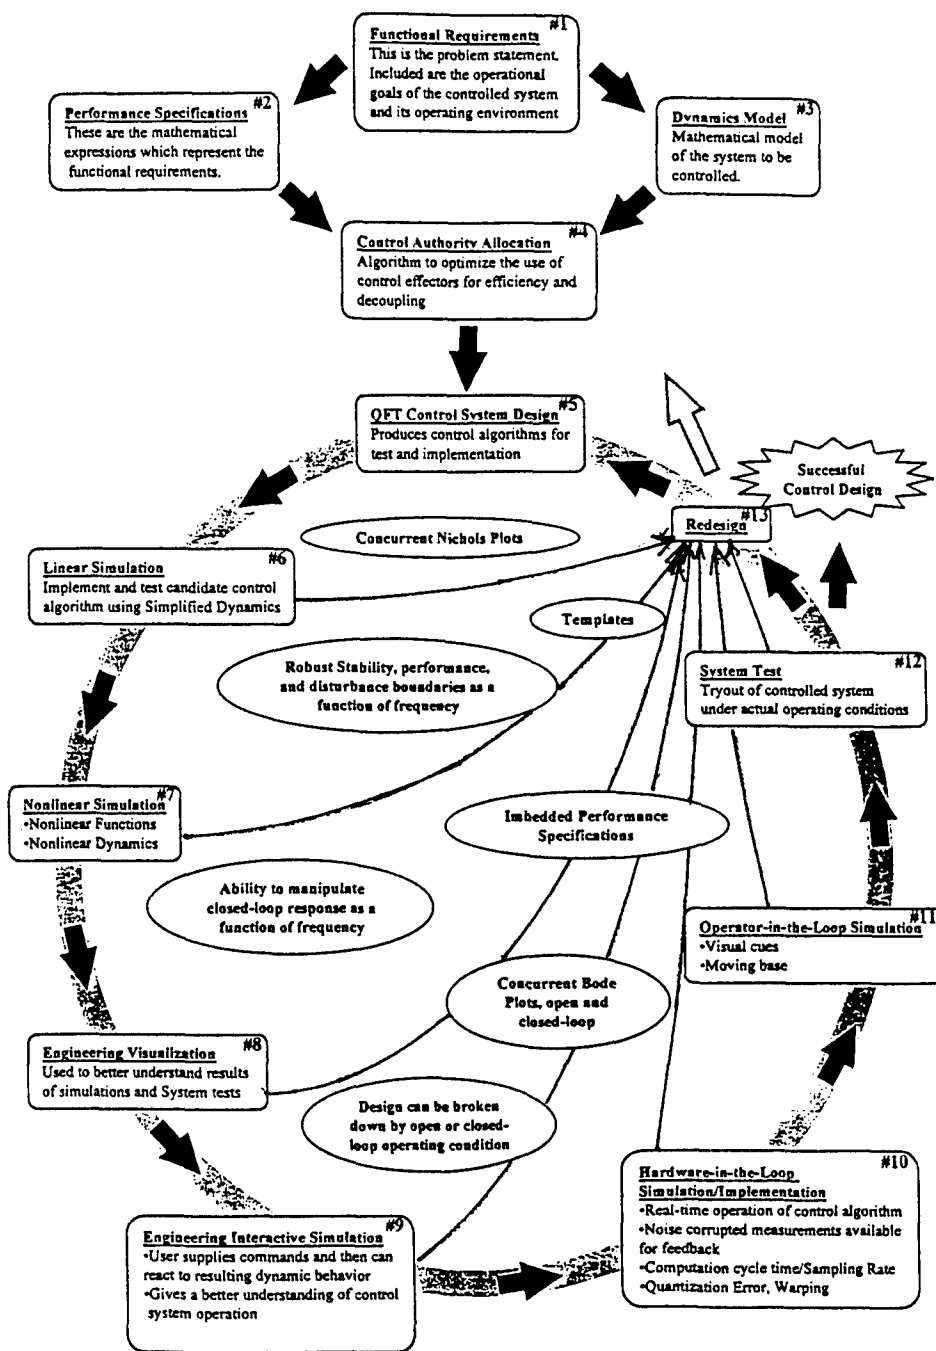 #1
Functional Requirements
This is the problem statement.
Included are the operational
goals of the controlled system
and its operating environment
#2
Performance Specifications
These are the mathematical
expressions which represent the
functional requirements.
#3
Dynamics Model
Mathematical model
of the system to be
controlled.
#4
Control Authority Allocation
Algorithm to optimize the use of
control effectors for efficiency and
decoupling
#5
QFT Control System Design
Produces control algorithms for
test and implementation
Successful
Control Design
#13
Redesign
Concurrent Nichols Plots
#6
Linear Simulation
Implement and test candidate control
algorithm using Simplified Dynamics
Templates
Robust Stability, performance,
and disturbance boundaries as a
function of frequency
#12
System Test
Tryout of controlled system
under actual operating conditions
#7
Nonlinear Simulation
•Nonlinear Functions
•Nonlinear Dynamics
Imbedded Performance
Specifications
Ability to manipulate
closed-loop response as a
function of frequency
#11
Operator-in-the-Loop Simulation
•Visual cues
•Moving base
Concurrent Bode
Plots, open and
closed-loop
#8
Engineering Visualization
Used to better understand results
of simulations and System tests
Design can be broken
down by open or closed-
loop operating condition
#9
Engineering Interactive Simulation
•User supplies commands and then can
react to resulting dynamic behavior
•Gives a better understanding of control
system operation
#10
Hardware-in-the-Loop
Simulation/Implementation
•Real-time operation of control algorithm
•Noise corrupted measurements available
for feedback
•Computation cycle time/Sampling Rate
•Quantization Error, Warping